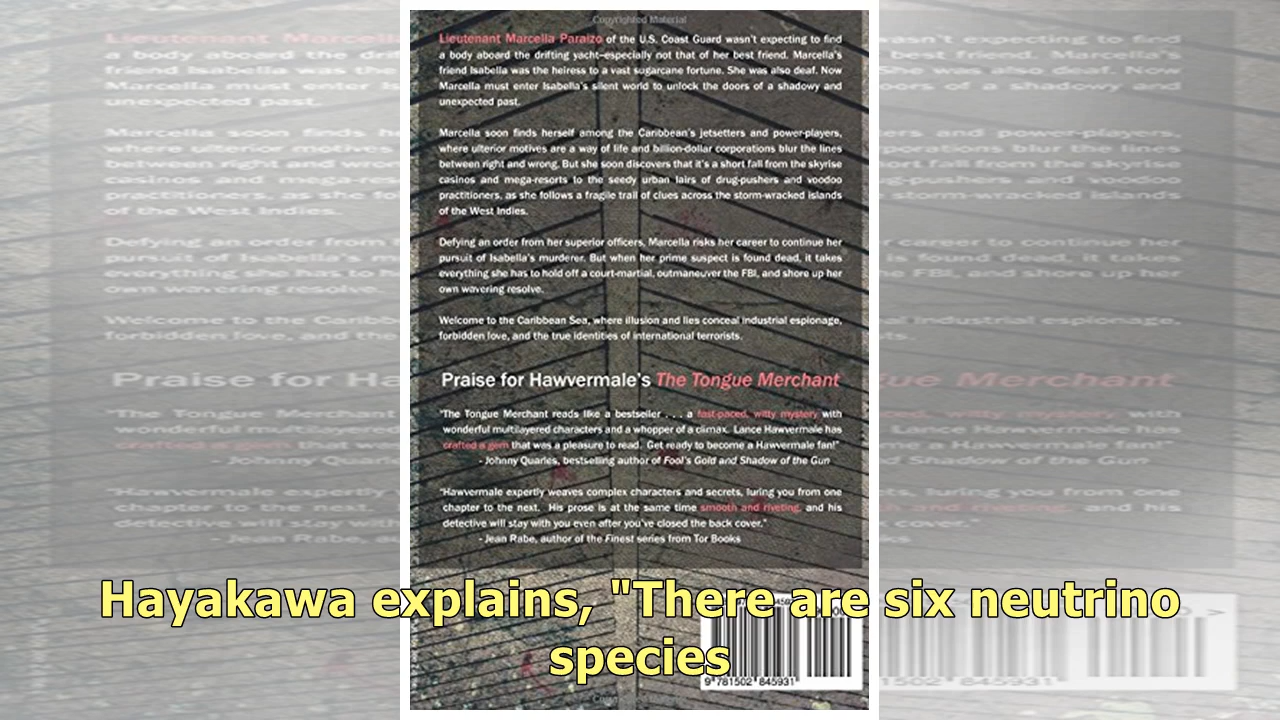 Copyrighted Material
Lieutenant Marcella Paraizo of the U.S. Coast Guard wasn't expecting to find
a body aboard the drifting yacht–especially not that of her best friend. Marcella's
friend Isabella was the heiress to a vast sugarcane fortune. She was also deaf. Now
Marcella must enter Isabella's silent world to unlock the doors of a shadowy and
unexpected past.
Marcella soon finds herself among the Caribbean's jetsetters and power-players,
where ulterior motives are a way of life and billion-dollar corporations blur the lines
between right and wrong. But she soon discovers that it's a short fall from the skyrise
casinos and mega-resorts to the seedy urban lairs of drug-pushers and voodoo
practitioners, as she follows a fragile trail of clues across the storm-wracked islands
of the West Indies.
Defying an order from her superior officers, Marcella risks her career to continue her
pursuit of Isabella's murderer. But when her prime suspect is found dead, it takes
everything she has to hold off a court-martial, outmaneuver the FBI, and shore up her
own wavering resolve.
Welcome to the Caribbean Sea, where illusion and lies conceal industrial espionage,
forbidden love, and the true identities of international terrorists.
Praise for Hawvermale's The Tongue Merchant
"The Tongue Merchant reads like a bestseller . . . a fast-paced, witty mystery with
wonderful multilayered characters and a whopper of a climax. Lance Hawvermale has
crafted a gem that was a pleasure to read. Get ready to become a Hawvermale fan!"
- Johnny Quarles, bestselling author of Fool's Gold and Shadow of the Gun
"Hawvermale expertly weaves complex characters and secrets, luring you from one
chapter to the next. His prose is at the same time smooth and riveting, and his
detective will stay with you even after you've closed the back cover."
- Jean Rabe, author of the Finest series from Tor Books
Hayakawa explains, "There are six neutrino
species
9 781502 845931